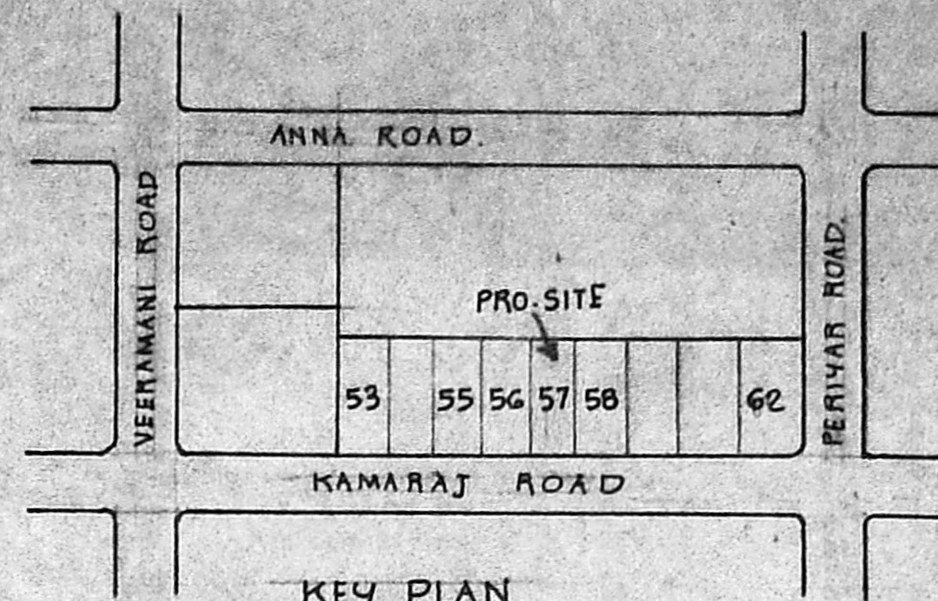 ANNA ROAD.
VEERAMANI ROAD
PERIYAR ROAD.
PRO.SITE
53 55 56 57 58 62
KAMARAJ ROAD
KEY PLAN